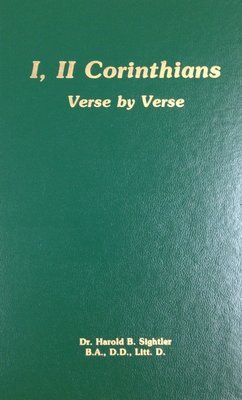 I, II Corinthians
Verse by Verse
Dr. Harold B. Sightler
B.A., D.D., Litt. D.